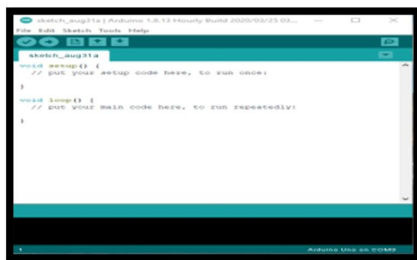 sketch_aug31a | Arduino 1.8.12 Hourly Build 2020/02/25 03...
File Edit Sketch Tools Help
sketch_aug31a
void setup() {
// put your setup code here, to run once:
}
void loop() {
// put your main code here, to run repeatedly:
}
1
Arduino Uno on COM3